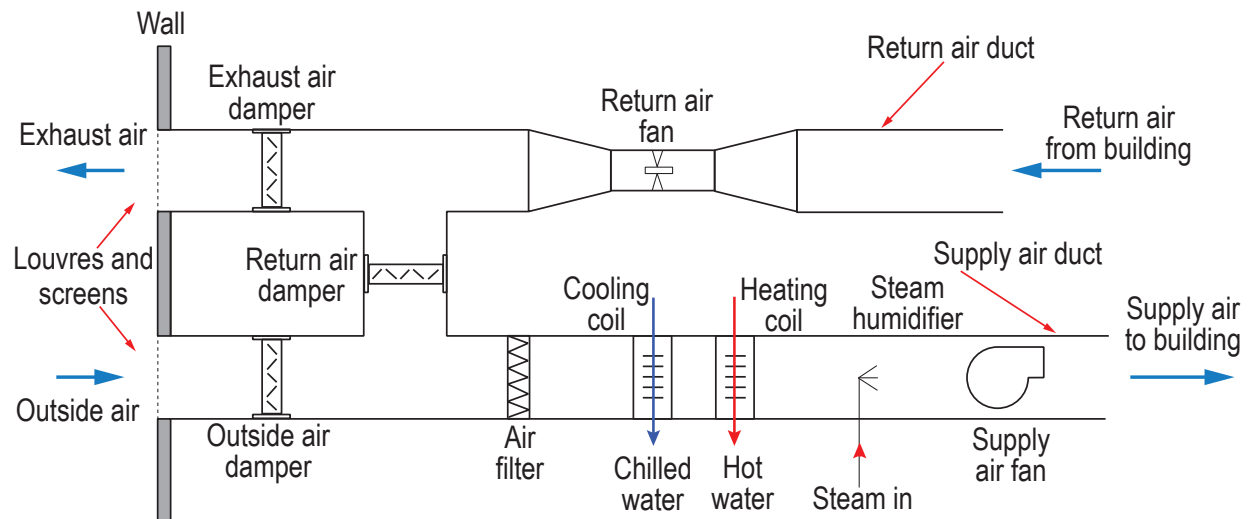 Wall
Exhaust air
damper
Return air duct
Return air
fan
Exhaust air
Return air
from building
Louvres and
screens
Return air
damper
Supply air duct
Cooling
coil
Heating
coil
Steam
humidifier
Supply air
to building
Outside air
Outside air
damper
Air
filter
Chilled
water
Hot
water
Steam in
Supply
air fan